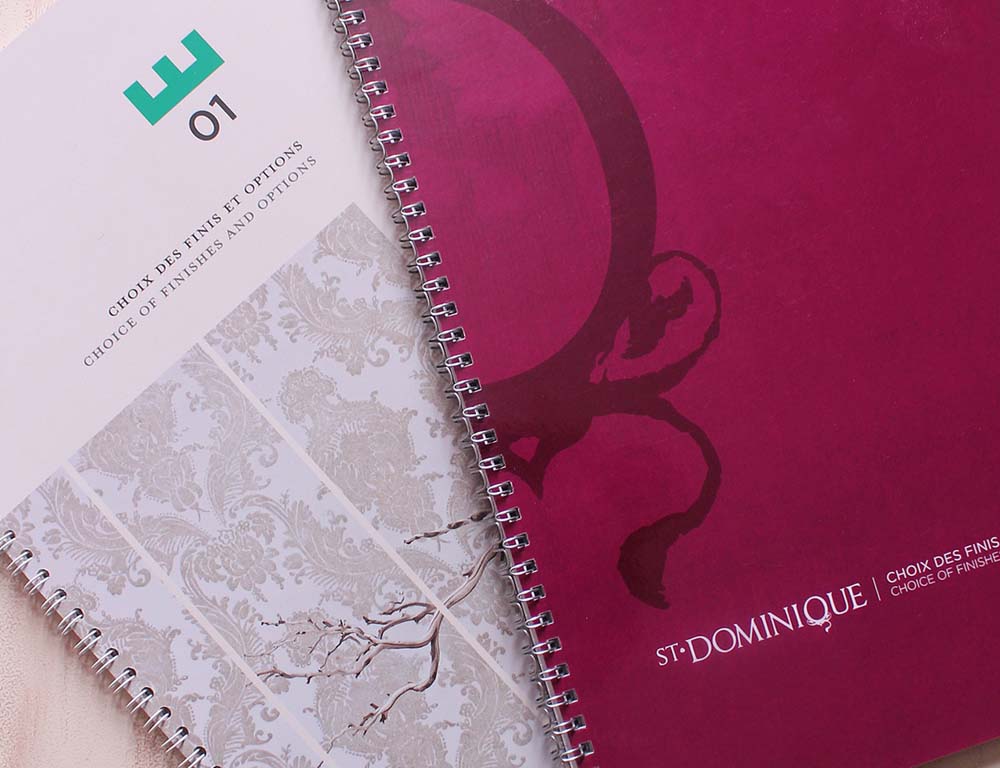 E
01
CHOIX DES FINIS ET OPTIONS
CHOICE OF FINISHES AND OPTIONS
ST•DOMINIQUE
CHOIX DES FINIS
CHOICE OF FINISHE